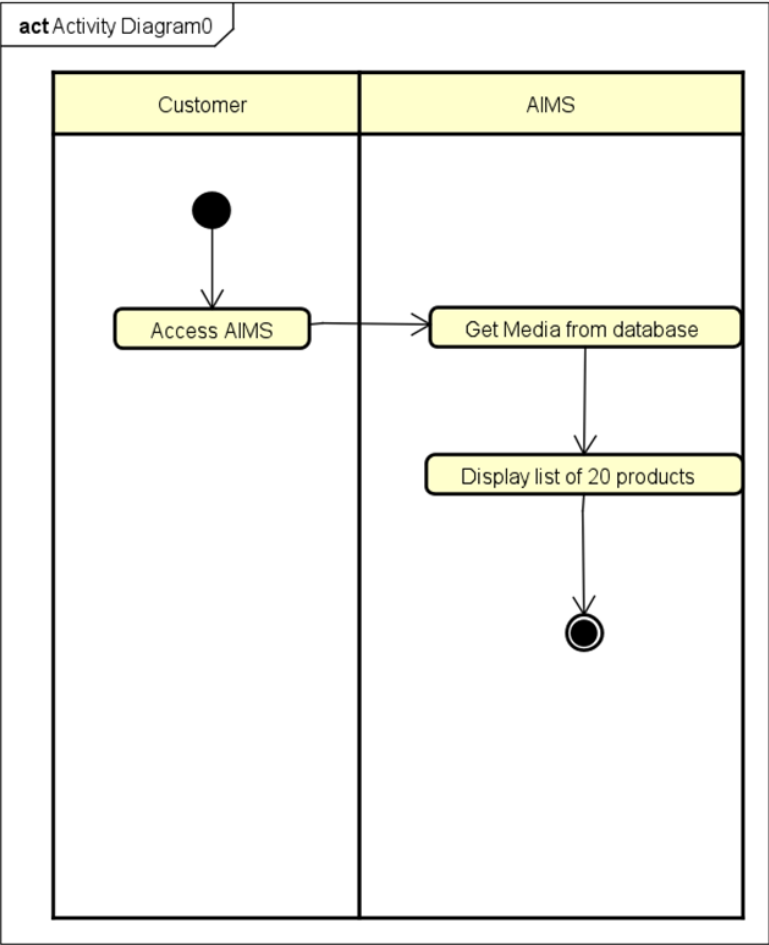 act Activity Diagram0
Customer
AIMS
Access AIMS
Get Media from database
Display list of 20 products